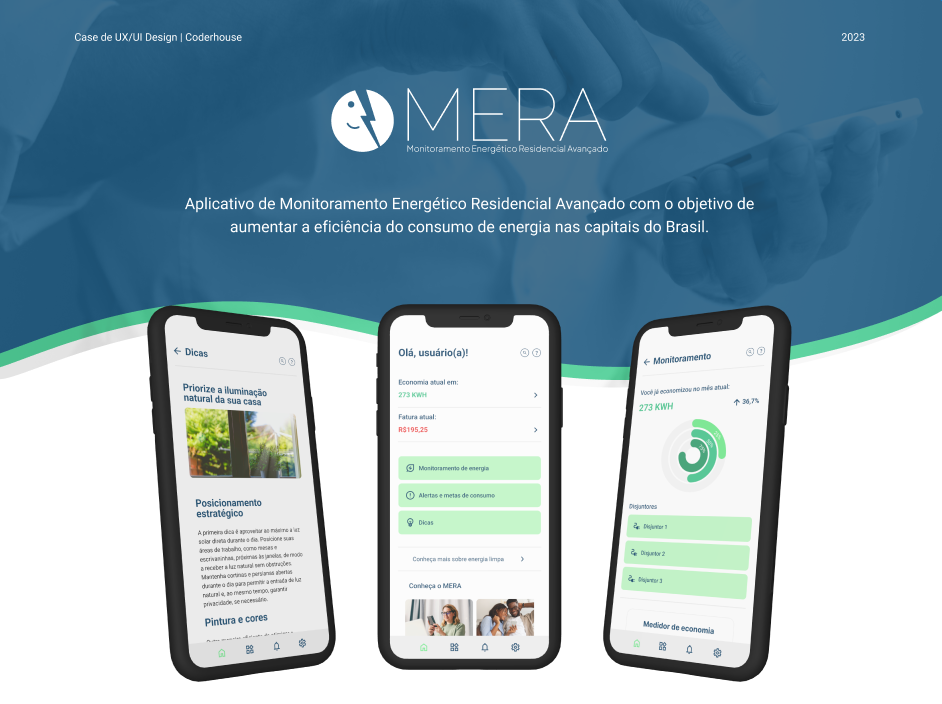 Case de UX/UI Design | Coderhouse
2023
MERA
Monitoramento Energético Residencial Avançado
Aplicativo de Monitoramento Energético Residencial Avançado com o objetivo de
aumentar a eficiência do consumo de energia nas capitais do Brasil.
Dicas
Priorize a iluminação
natural da sua casa
Posicionamento
estratégico
A primeira dica é aproveitar ao máximo a luz
solar direta durante o dia. Posicione suas
áreas de trabalho, como mesas e
escrivaninhas, próximas às janelas, de modo
a receber a luz natural sem obstruções.
Mantenha cortinas e persianas abertas
durante o dia para permitir a entrada de luz
natural e, ao mesmo tempo, garanta
privacidade, se necessário.
Pintura e cores
Olá, usuário(a)!
Economia atual em:
273 KWH
Fatura atual:
R$195,25
Monitoramento de energia
Alertas e metas de consumo
Dicas
Conheça mais sobre energia limpa
Conheça o MERA
Monitoramento
Você já economizou no mês atual:
273 KWH
36,7%
Disjuntores
Disjuntor 1
Disjuntor 2
Disjuntor 3
Medidor de economia